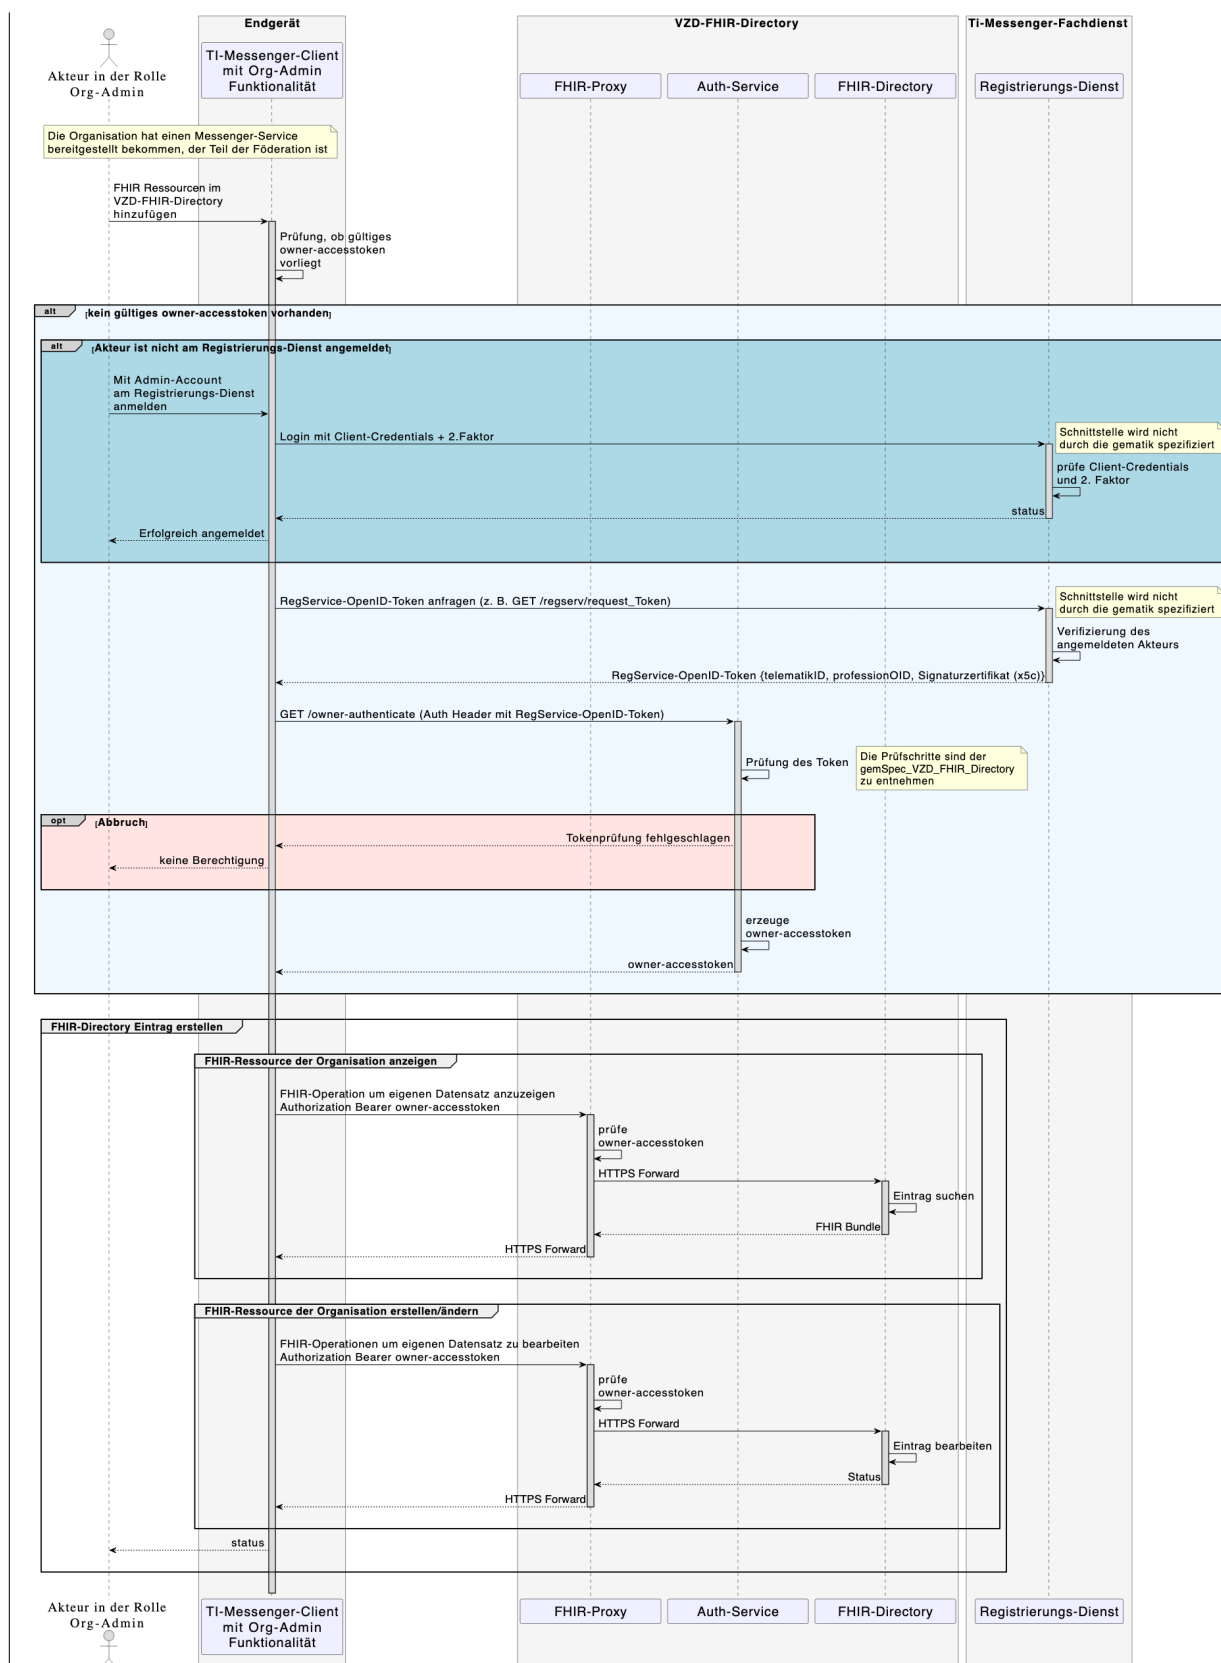 Endgerät
VZD-FHIR-Directory
Ti-Messenger-Fachdienst
Akteur in der Rolle
Org-Admin
TI-Messenger-Client
mit Org-Admin
Funktionalität
FHIR-Proxy
Auth-Service
FHIR-Directory
Registrierungs-Dienst
Die Organisation hat einen Messenger-Service
bereitgestellt bekommen, der Teil der Föderation ist
FHIR Ressourcen im
VZD-FHIR-Directory
hinzufügen
Prüfung, ob gültiges
owner-accesstoken
vorliegt
alt
[kein gültiges owner-accesstoken vorhanden]
alt
[Akteur ist nicht am Registrierungs-Dienst angemeldet]
Mit Admin-Account
am Registrierungs-Dienst
anmelden
Login mit Client-Credentials + 2.Faktor
Schnittstelle wird nicht
durch die gematik spezifiziert
prüfe Client-Credentials
und 2. Faktor
status
Erfolgreich angemeldet
RegService-OpenID-Token anfragen (z. B. GET /regserv/request_Token)
Schnittstelle wird nicht
durch die gematik spezifiziert
Verifizierung des
angemeldeten Akteurs
RegService-OpenID-Token {telematikID, professionOID, Signaturzertifikat (x5c)}
GET /owner-authenticate (Auth Header mit RegService-OpenID-Token)
Prüfung des Token
Die Prüfschritte sind der
gemSpec_VZD_FHIR_Directory
zu entnehmen
opt
[Abbruch]
Tokenprüfung fehlgeschlagen
keine Berechtigung
erzeuge
owner-accesstoken
owner-accesstoken
FHIR-Directory Eintrag erstellen
FHIR-Ressource der Organisation anzeigen
FHIR-Operation um eigenen Datensatz anzuzeigen
Authorization Bearer owner-accesstoken
prüfe
owner-accesstoken
HTTPS Forward
Eintrag suchen
FHIR Bundle
HTTPS Forward
FHIR-Ressource der Organisation erstellen/ändern
FHIR-Operationen um eigenen Datensatz zu bearbeiten
Authorization Bearer owner-accesstoken
prüfe
owner-accesstoken
HTTPS Forward
Eintrag bearbeiten
Status
HTTPS Forward
status
Akteur in der Rolle
Org-Admin
TI-Messenger-Client
mit Org-Admin
Funktionalität
FHIR-Proxy
Auth-Service
FHIR-Directory
Registrierungs-Dienst